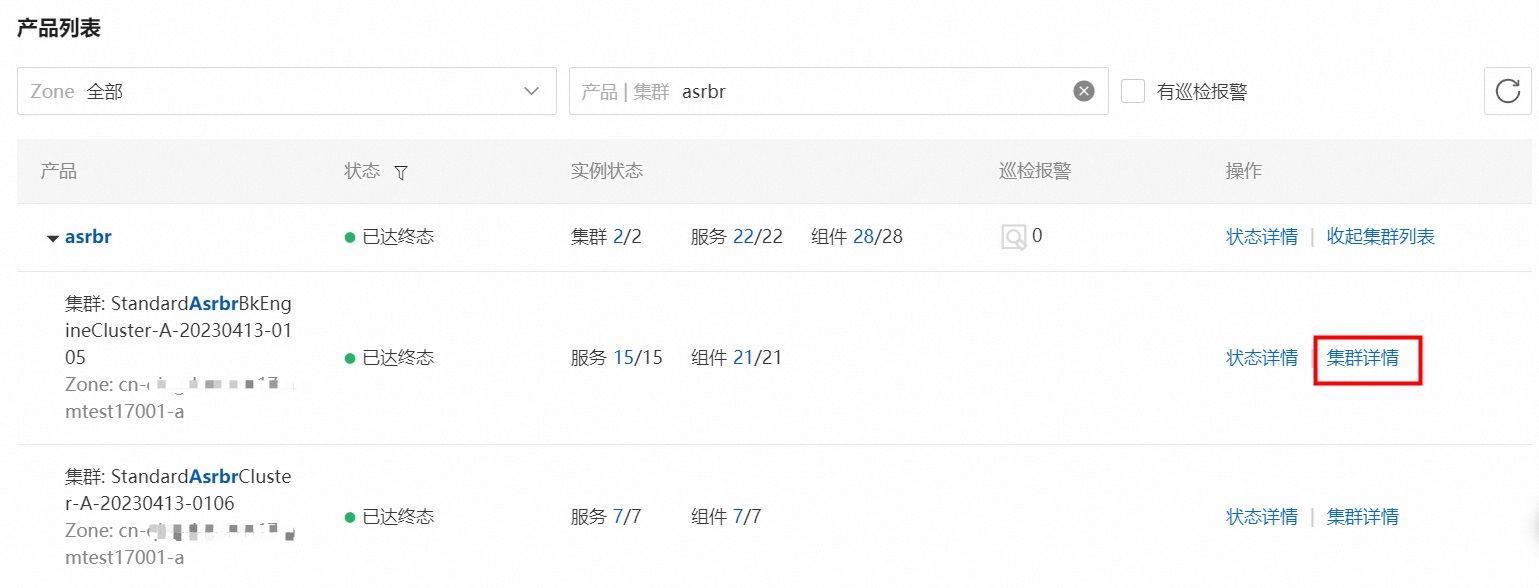 产品列表
Zone 全部
产品 | 集群 asrbr
有巡检报警
产品 状态 实例状态 巡检报警 操作
asrbr 已达终态 集群 2/2 服务 22/22 组件 28/28 0 状态详情 | 收起集群列表
集群: StandardAsrbrBkEng
ineCluster-A-20230413-01
05
Zone: cn-
mtest17001-a
已达终态 服务 15/15 组件 21/21 状态详情 | 集群详情
集群: StandardAsrbrCluste
r-A-20230413-0106
Zone: cn-
mtest17001-a
已达终态 服务 7/7 组件 7/7 状态详情 | 集群详情